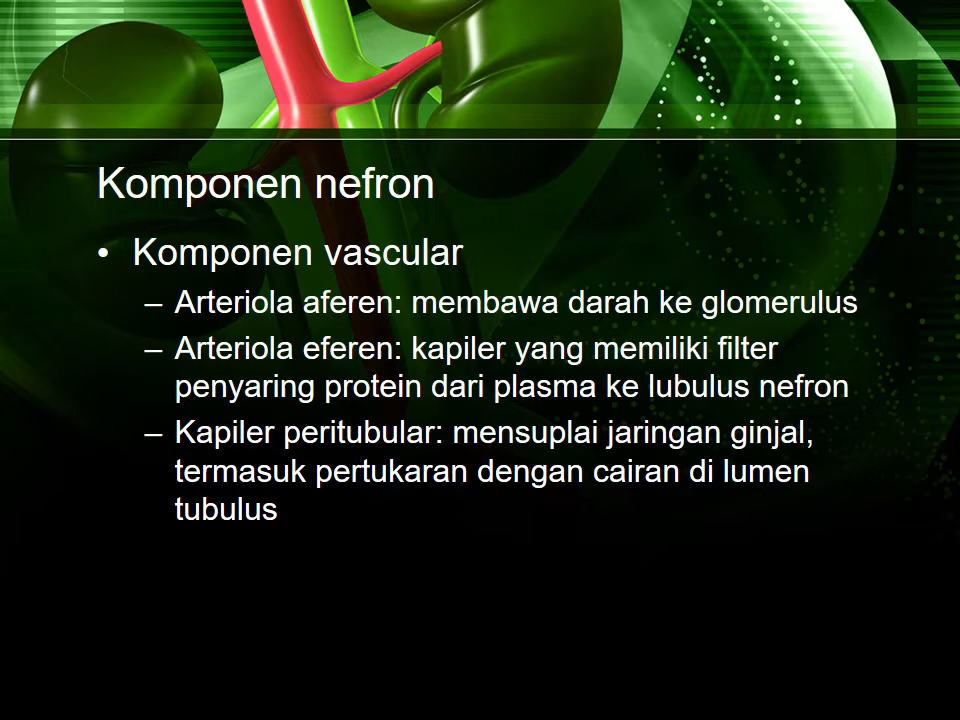 Komponen nefron
• Komponen vascular
– Arteriola aferen: membawa darah ke glomerulus
– Arteriola eferen: kapiler yang memiliki filter
penyaring protein dari plasma ke lubulus nefron
– Kapiler peritubular: mensuplai jaringan ginjal,
termasuk pertukaran dengan cairan di lumen
tubulus